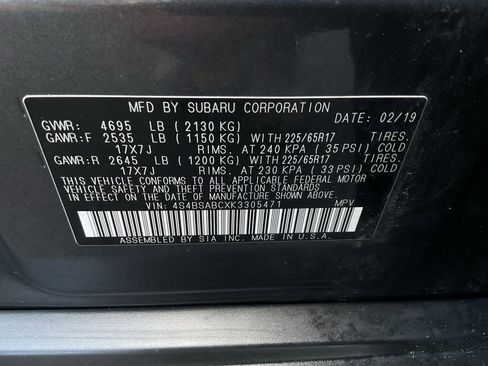 MFD BY SUBARU CORPORATION DATE: 02/19
GVWR: 4695 LB (2130 KG)
GAWR:F 2535 LB (1150 KG) WITH 225/65R17 TIRES.
17X7J RIMS. AT 240 KPA (35 PSI) COLD
GAWR:R 2645 LB (1200 KG) WITH 225/65R17 TIRES.
17X7J RIMS. AT 230 KPA (33 PSI) COLD
THIS VEHICLE CONFORMS TO ALL APPLICABLE FEDERAL MOTOR
VEHICLE SAFETY AND THEFT PREVENTION STANDARDS
IN EFFECT ON THE DATE OF MANUFACTURE SHOWN ABOVE.
VIN: 4S4BSABCXK3305471 MPV
ASSEMBLED BY SIA INC. MADE IN U.S.A.